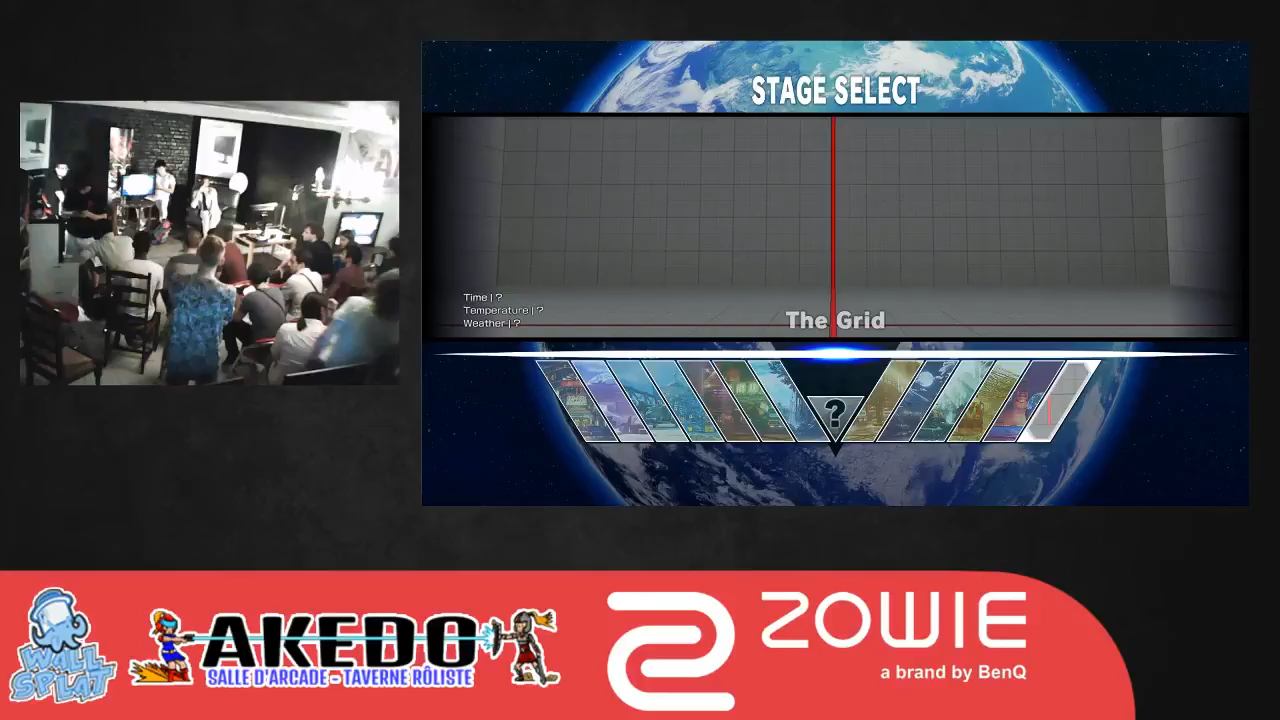 STAGE SELECT
Time | ?
Temperature | ?
Weather | ?
The Grid
?
WALL
SPLAT
AKEDO
SALLE D'ARCADE - TAVERNE RÔLISTE
ZOWIE
a brand by BenQ